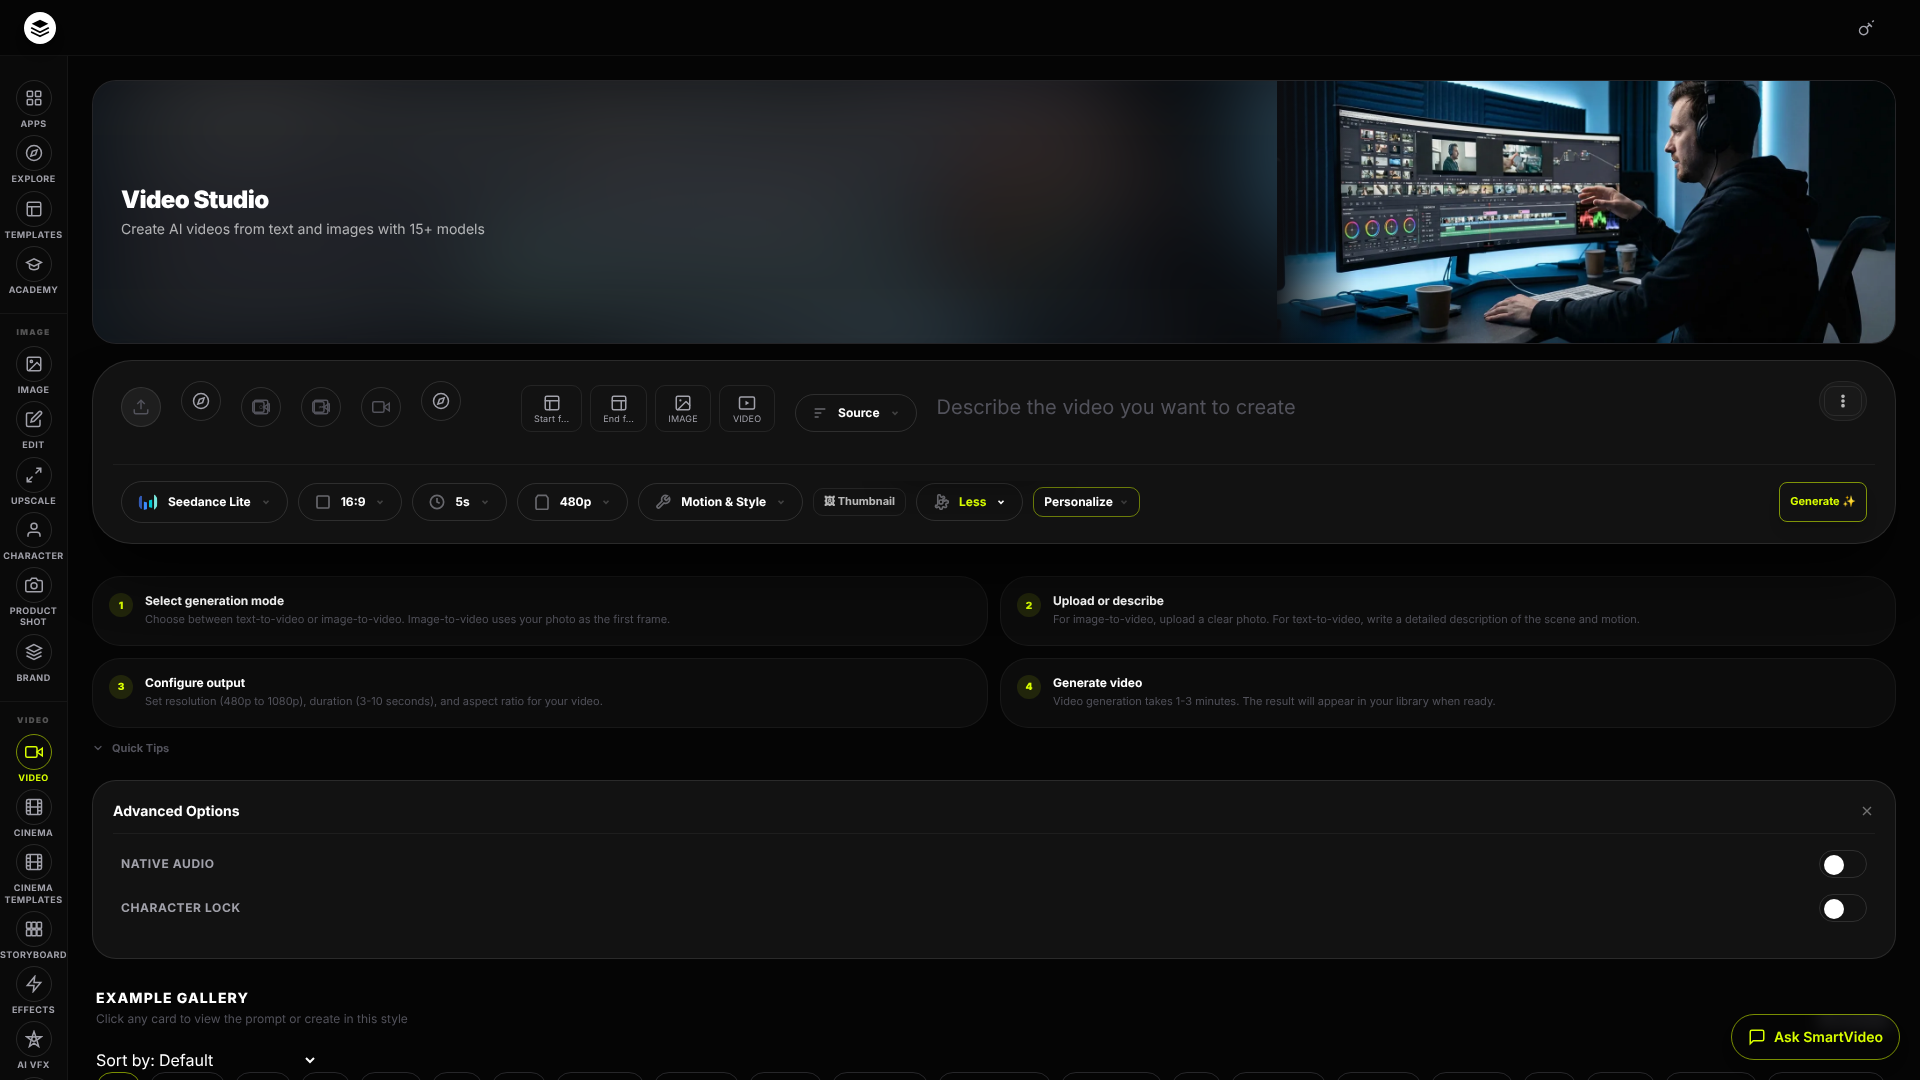 APPS
EXPLORE
TEMPLATES
ACADEMY
IMAGE
IMAGE
EDIT
UPSCALE
CHARACTER
PRODUCT
SHOT
BRAND
VIDEO
VIDEO
CINEMA
CINEMA
TEMPLATES
STORYBOARD
EFFECTS
AI VFX
Video Studio
Create AI videos from text and images with 15+ models
Start f...
End f...
IMAGE
VIDEO
Source
Describe the video you want to create
Seedance Lite
16:9
5s
480p
Motion & Style
Thumbnail
Less
Personalize
Generate ✨
1
Select generation mode
Choose between text-to-video or image-to-video. Image-to-video uses your photo as the first frame.
2
Upload or describe
For image-to-video, upload a clear photo. For text-to-video, write a detailed description of the scene and motion.
3
Configure output
Set resolution (480p to 1080p), duration (3-10 seconds), and aspect ratio for your video.
4
Generate video
Video generation takes 1-3 minutes. The result will appear in your library when ready.
Quick Tips
Advanced Options
NATIVE AUDIO
CHARACTER LOCK
EXAMPLE GALLERY
Click any card to view the prompt or create in this style
Sort by: Default
Ask SmartVideo